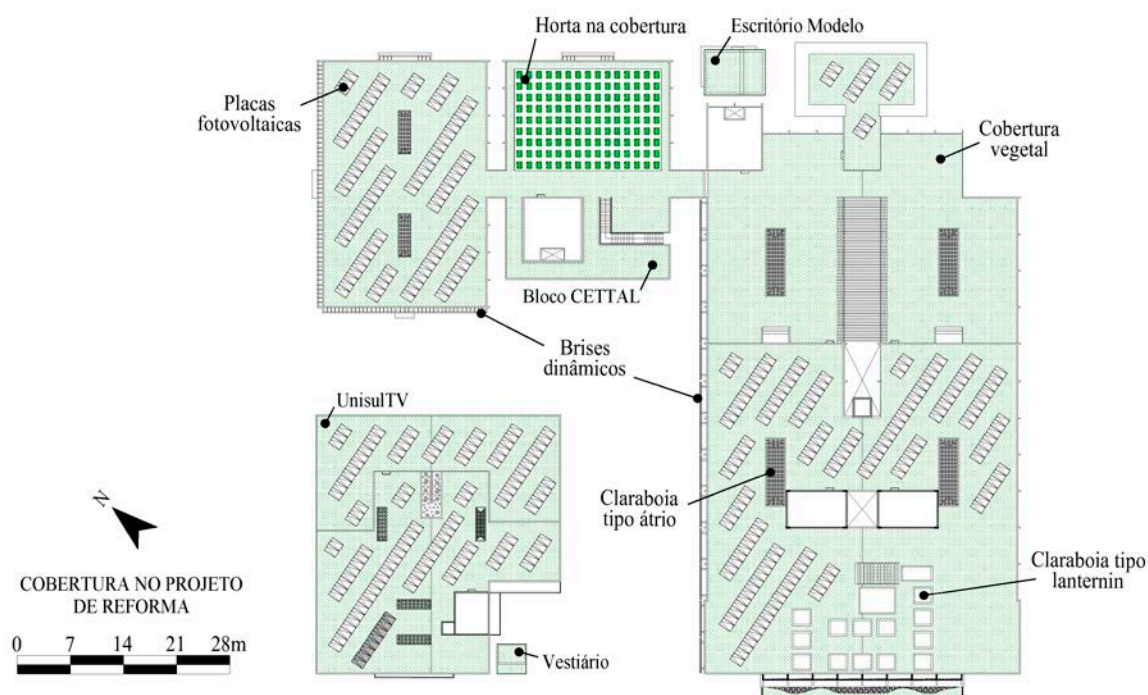 Horta na cobertura
Escritório Modelo
Placas
fotovoltaicas
Cobertura
vegetal
Bloco CETTAL
Brises
dinâmicos
UnisulTV
Claraboia
tipo átrio
N
Claraboia tipo
lanternin
COBERTURA NO PROJETO
DE REFORMA
0 7 14 21 28m
Vestiário